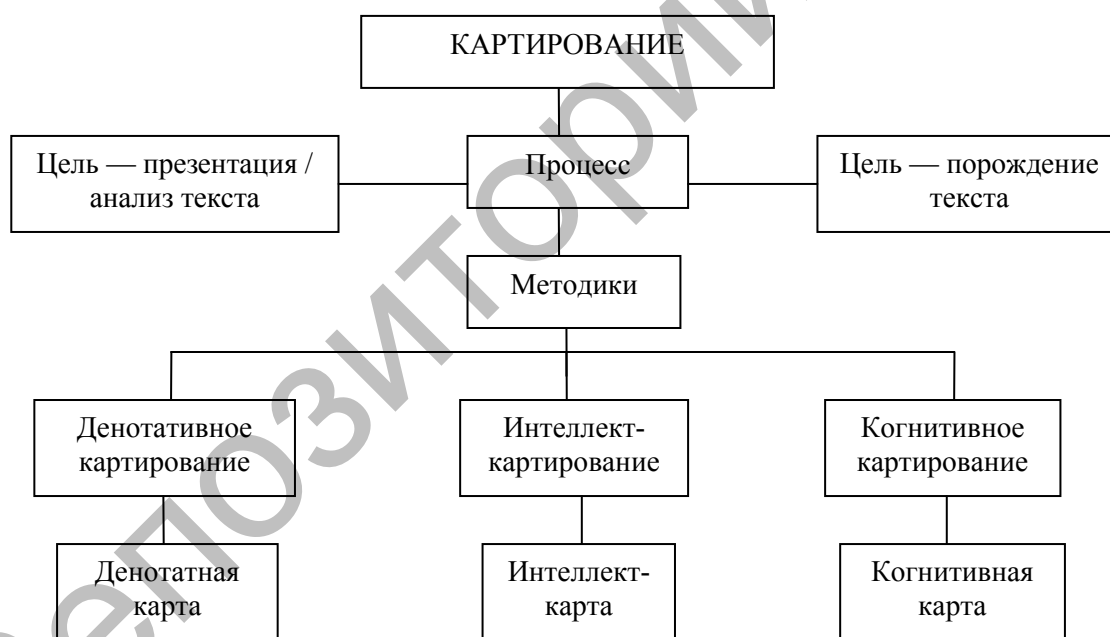 КАРТИРОВАНИЕ
Цель — презентация /
анализ текста
Процесс
Цель — порождение
текста
Методики
Денотативное
картирование
Интеллект-
картирование
Когнитивное
картирование
Денотатная
карта
Интеллект-
карта
Когнитивная
карта